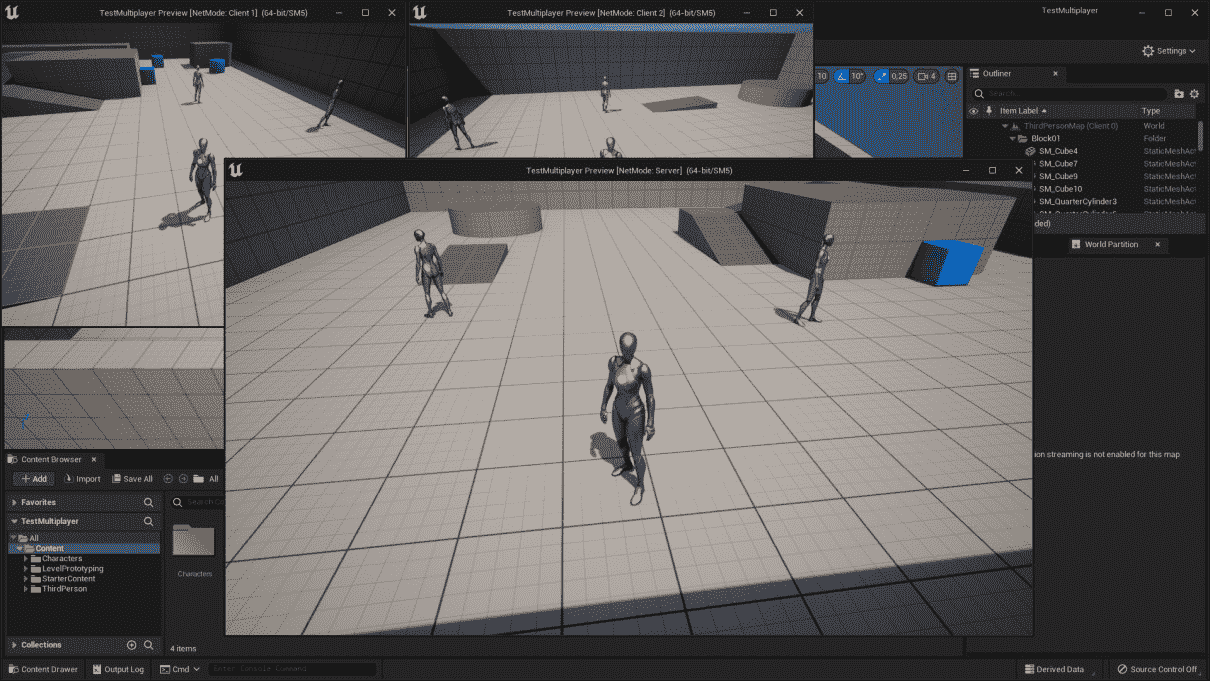 TestMultiplayer Preview [NetMode: Client 1] (64-bit/SM5)
TestMultiplayer Preview [NetMode: Client 2] (64-bit/SM5)
TestMultiplayer
Settings
10
10°
0,25
4
Outliner
Search...
Item Label
Type
ThirdPersonMap (Client 0)
World
Block01
Folder
SM_Cube4
StaticMeshAct
SM_Cube7
StaticMeshAct
SM_Cube9
StaticMeshAct
SM_Cube10
StaticMeshAct
SM_QuarterCylinder3
StaticMeshAct
ded)
World Partition
TestMultiplayer Preview [NetMode: Server] (64-bit/SM5)
ion streaming is not enabled for this map
Content Browser
Add
Import
Save All
All
Favorites
Search Co
TestMultiplayer
All
Content
Characters
LevelPrototyping
StarterContent
ThirdPerson
Characters
Collections
4 items
Content Drawer
Output Log
Cmd
Enter Console Command
Derived Data
Source Control Off